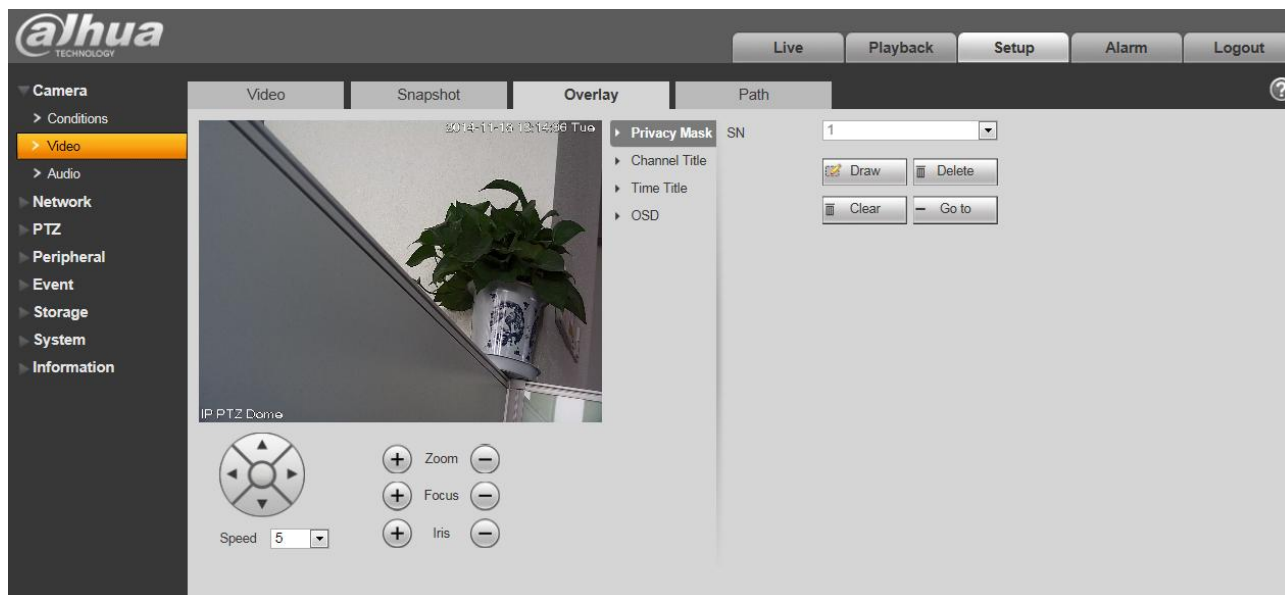 alhua
TECHNOLOGY
Live Playback Setup Alarm Logout
Camera
Conditions
Video
Audio
Network
PTZ
Peripheral
Event
Storage
System
Information
Video Snapshot Overlay Path
Tue
IP PTZ Dome
Privacy Mask
Channel Title
Time Title
OSD
SN 1
Draw Delete
Clear Go to
Zoom
Focus
Iris
Speed 5